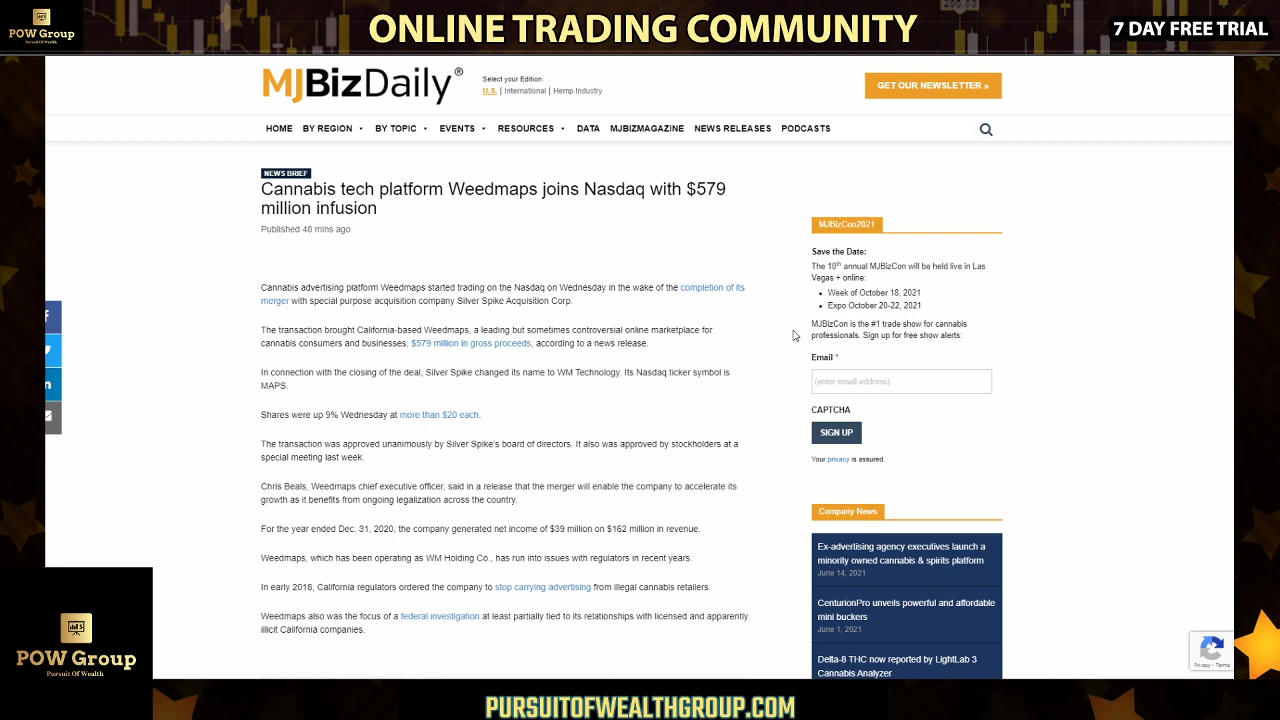 POW Group
Pursuit Of Wealth
ONLINE TRADING COMMUNITY
7 DAY FREE TRIAL
MJBizDaily®
Select your Edition:
U.S. | International | Hemp Industry
GET OUR NEWSLETTER »
HOME BY REGION BY TOPIC EVENTS RESOURCES DATA MJBIZMAGAZINE NEWS RELEASES PODCASTS
NEWS BRIEF
Cannabis tech platform Weedmaps joins Nasdaq with $579
million infusion
Published 48 mins ago
Cannabis advertising platform Weedmaps started trading on the Nasdaq on Wednesday in the wake of the completion of its
merger with special purpose acquisition company Silver Spike Acquisition Corp.
The transaction brought California-based Weedmaps, a leading but sometimes controversial online marketplace for
cannabis consumers and businesses, $579 million in gross proceeds, according to a news release.
In connection with the closing of the deal, Silver Spike changed its name to WM Technology. Its Nasdaq ticker symbol is
MAPS.
Shares were up 9% Wednesday at more than $20 each.
The transaction was approved unanimously by Silver Spike's board of directors. It also was approved by stockholders at a
special meeting last week.
Chris Beals, Weedmaps chief executive officer, said in a release that the merger will enable the company to accelerate its
growth as it benefits from ongoing legalization across the country.
For the year ended Dec. 31, 2020, the company generated net income of $39 million on $162 million in revenue.
Weedmaps, which has been operating as WM Holding Co., has run into issues with regulators in recent years.
In early 2018, California regulators ordered the company to stop carrying advertising from illegal cannabis retailers.
Weedmaps also was the focus of a federal investigation at least partially tied to its relationships with licensed and apparently
illicit California companies.
MJBizCon2021
Save the Date:
The 10th annual MJBizCon will be held live in Las
Vegas + online:
• Week of October 18, 2021
• Expo October 20-22, 2021
MJBizCon is the #1 trade show for cannabis
professionals. Sign up for free show alerts:
Email *
(enter email address)
CAPTCHA
SIGN UP
Your privacy is assured.
Company News
Ex-advertising agency executives launch a
minority owned cannabis & spirits platform
June 14, 2021
CenturionPro unveils powerful and affordable
mini buckers
June 1, 2021
Delta-8 THC now reported by LightLab 3
Cannabis Analyzer
Privacy - Terms
POW Group
Pursuit Of Wealth
PURSUITOFWEALTHGROUP.COM